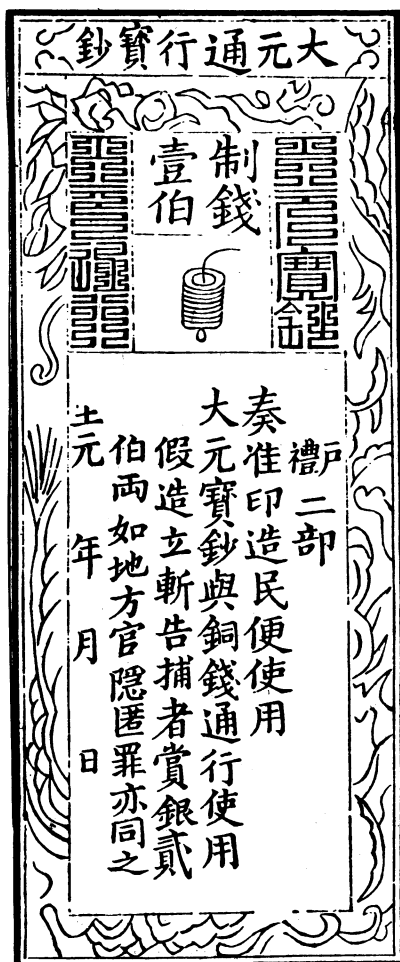 大元通行寶鈔
制錢
壹伯
戶禮二部
奏准印造民便使用
大元寶鈔與銅錢通行使用
假造立斬告捕者賞銀貳
伯両如地方官隠匿罪亦同之
元 年 月 日